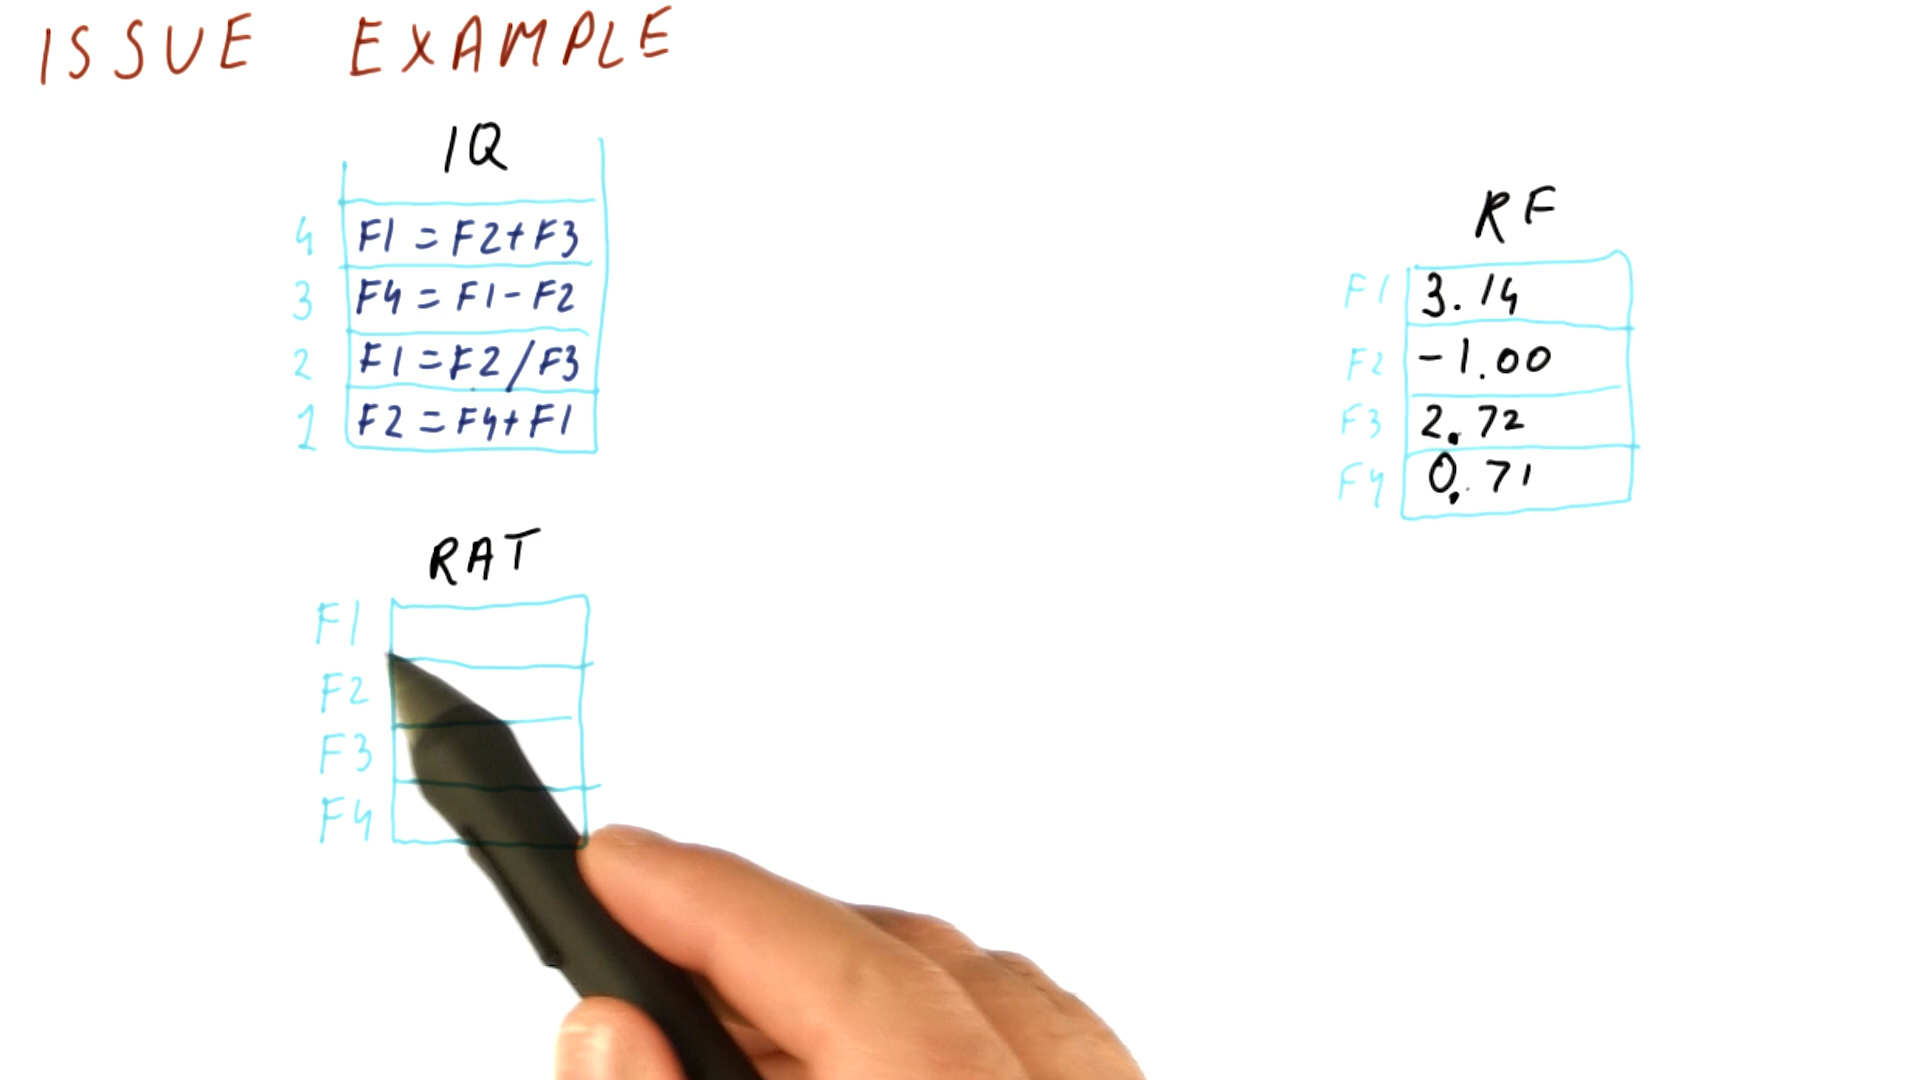 ISSUE EXAMPLE
IQ
4 F1 = F2 + F3
3 F4 = F1 - F2
2 F1 = F2 / F3
1 F2 = F4 + F1
RF
F1 3.14
F2 -1.00
F3 2.72
F4 0.71
RAT
F1
F2
F3
F4